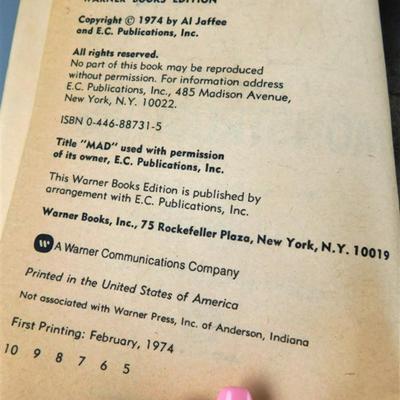 WARNER BOOKS EDITION
Copyright © 1974 by Al Jaffee
and E.C. Publications, Inc.
All rights reserved.
No part of this book may be reproduced
without permission. For information address
E.C. Publications, Inc., 485 Madison Avenue,
New York, N.Y. 10022.
ISBN 0-446-88731-5
Title "MAD" used with permission
of its owner, E.C. Publications, Inc.
This Warner Books Edition is published by
arrangement with E.C. Publications, Inc.
Warner Books, Inc., 75 Rockefeller Plaza, New York, N.Y. 10019
A Warner Communications Company
Printed in the United States of America
Not associated with Warner Press, Inc. of Anderson, Indiana
First Printing: February, 1974
10 9 8 7 6 5